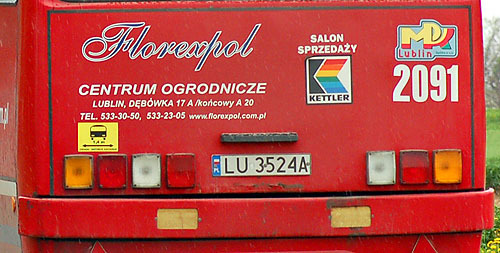 Florexpol
SALON
SPRZEDAŻY
KETTLER
MPK
Lublin
2091
CENTRUM OGRODNICZE
LUBLIN, DĘBÓWKA 17 A /końcowy A 20
TEL. 533-30-50, 533-23-05 www.florexpol.com.pl
LU 3524A